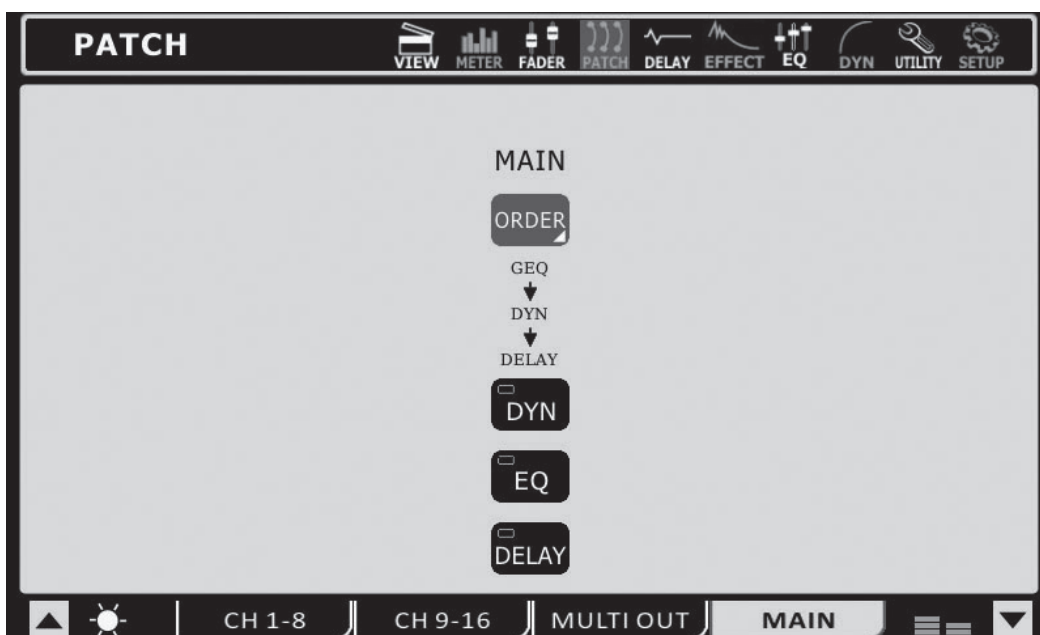 PATCH
VIEW METER FADER PATCH DELAY EFFECT EQ DYN UTILITY SETUP
MAIN
ORDER
GEQ
DYN
DELAY
DYN
EQ
DELAY
CH 1-8 CH 9-16 MULTI OUT MAIN